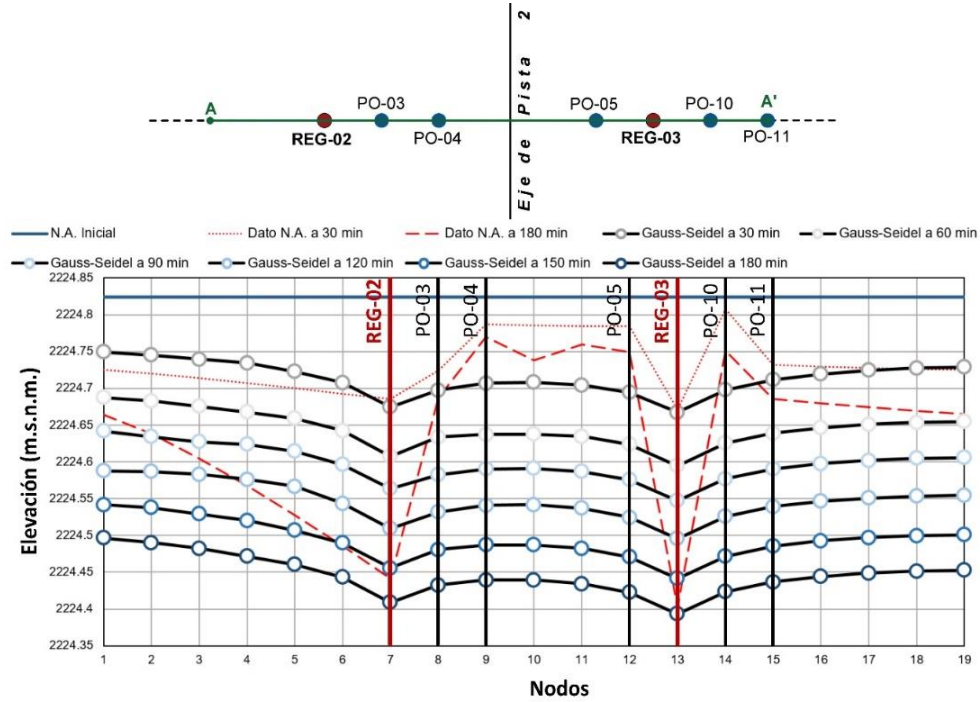 Eje de Pista 2
A
PO-03
PO-05
PO-10
A'
REG-02
PO-04
REG-03
PO-11
N.A. Inicial
Dato N.A. a 30 min
Dato N.A. a 180 min
Gauss-Seidel a 30 min
Gauss-Seidel a 60 min
Gauss-Seidel a 90 min
Gauss-Seidel a 120 min
Gauss-Seidel a 150 min
Gauss-Seidel a 180 min
Elevación (m.s.n.m.)
2224.85
2224.8
2224.75
2224.7
2224.65
2224.6
2224.55
2224.5
2224.45
2224.4
2224.35
REG-02
PO-03
PO-04
PO-05
REG-03
PO-10
PO-11
1 2 3 4 5 6 7 8 9 10 11 12 13 14 15 16 17 18 19
Nodos